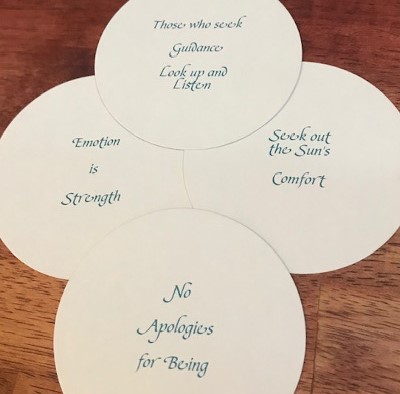 Those who seek
Guidance
Look up and
Listen
Emotion
is
Strength
Seek out
the Sun's
Comfort
No
Apologies
for Being